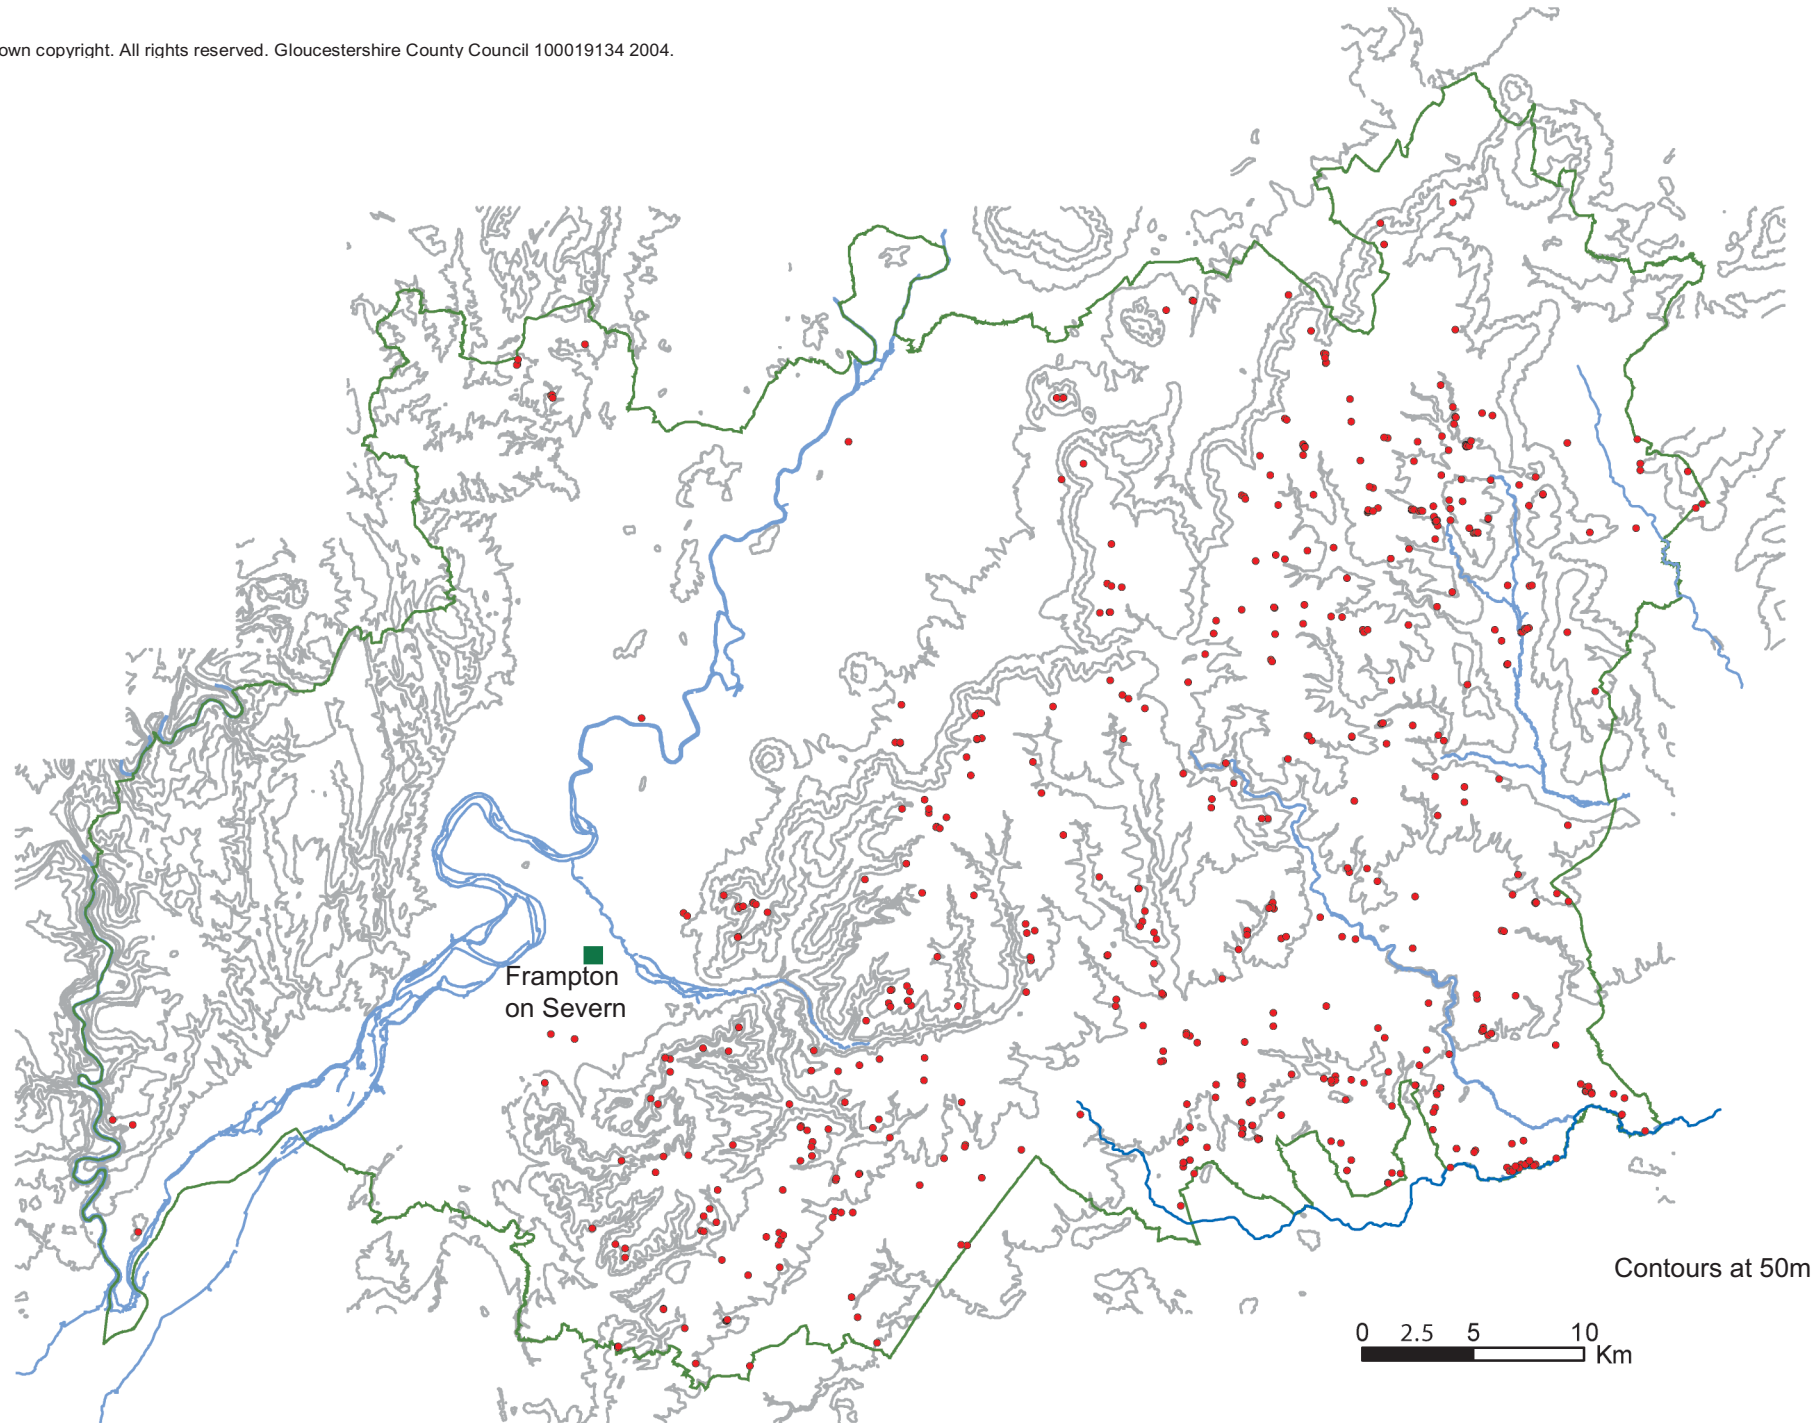 own copyright. All rights reserved. Gloucestershire County Council 100019134 2004.
Frampton
on Severn
Contours at 50m
0 2.5 5 10
Km